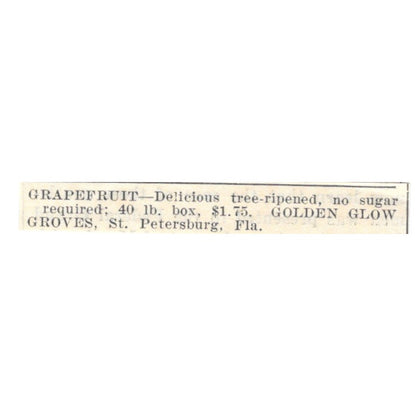 GRAPEFRUIT—Delicious tree-ripened, no sugar
required; 40 lb. box, $1.75. GOLDEN GLOW
GROVES, St. Petersburg, Fla.